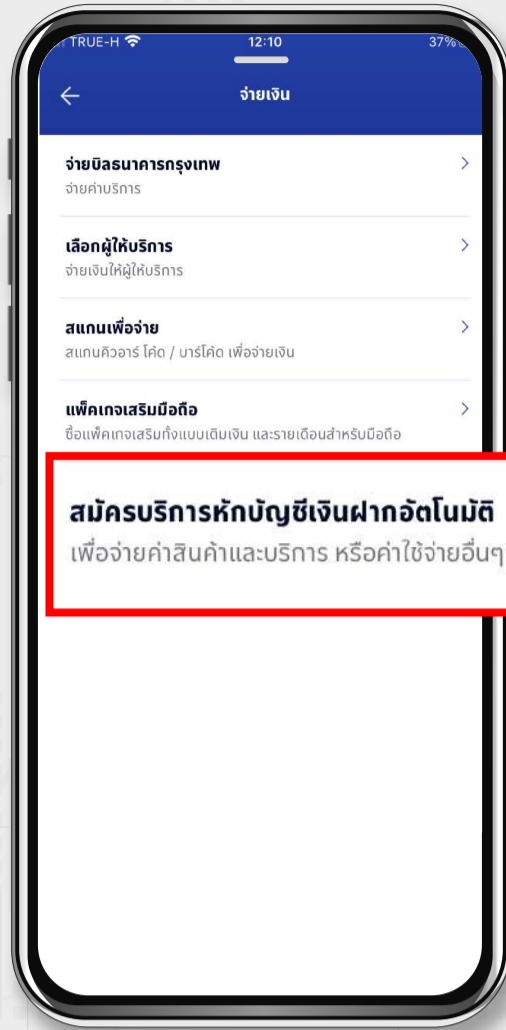 TRUE-H 12:10 37%
จ่ายเงิน
จ่ายบิลธนาคารกรุงเทพ
จ่ายค่าบริการ
เลือกผู้ให้บริการ
จ่ายเงินให้ผู้ให้บริการ
สแกนเพื่อจ่าย
สแกนคิวอาร์ โค้ด / บาร์โค้ด เพื่อจ่ายเงิน
แพ็คเกจเสริมมือถือ
ซื้อแพ็คเกจเสริมทั้งแบบเติมเงิน และรายเดือนสำหรับมือถือ
สมัครบริการหักบัญชีเงินฝากอัตโนมัติ
เพื่อจ่ายค่าสินค้าและบริการ หรือค่าใช้จ่ายอื่นๆ